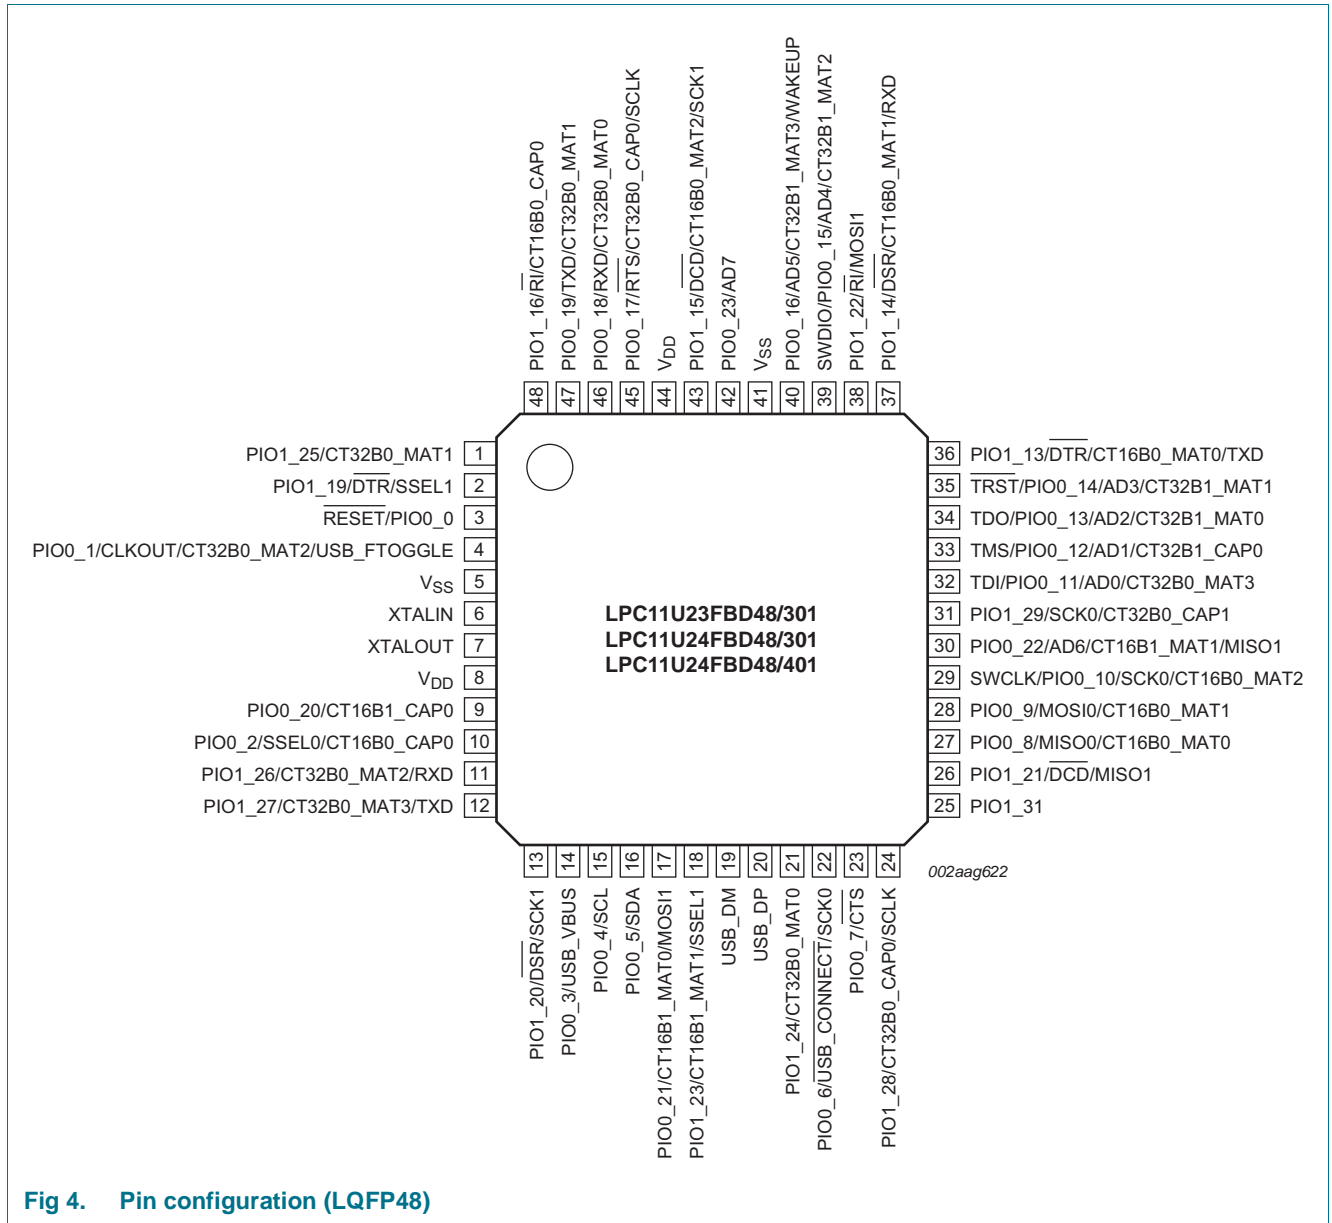 PIO1_16/RI/CT16B0_CAP0
PIO0_19/TXD/CT32B0_MAT1
PIO0_18/RXD/CT32B0_MAT0
PIO0_17/RTS/CT32B0_CAP0/SCLK
VDD
PIO1_15/DCD/CT16B0_MAT2/SCK1
PIO0_23/AD7
VSS
PIO0_16/AD5/CT32B1_MAT3/WAKEUP
SWDIO/PIO0_15/AD4/CT32B1_MAT2
PIO1_22/RI/MOSI1
PIO1_14/DSR/CT16B0_MAT1/RXD
48
47
46
45
44
43
42
41
40
39
38
37
PIO1_25/CT32B0_MAT1 1
PIO1_19/DTR/SSEL1 2
RESET/PIO0_0 3
PIO0_1/CLKOUT/CT32B0_MAT2/USB_FTOGGLE 4
VSS 5
XTALIN 6
XTALOUT 7
VDD 8
PIO0_20/CT16B1_CAP0 9
PIO0_2/SSEL0/CT16B0_CAP0 10
PIO1_26/CT32B0_MAT2/RXD 11
PIO1_27/CT32B0_MAT3/TXD 12
LPC11U23FBD48/301
LPC11U24FBD48/301
LPC11U24FBD48/401
36 PIO1_13/DTR/CT16B0_MAT0/TXD
35 TRST/PIO0_14/AD3/CT32B1_MAT1
34 TDO/PIO0_13/AD2/CT32B1_MAT0
33 TMS/PIO0_12/AD1/CT32B1_CAP0
32 TDI/PIO0_11/AD0/CT32B0_MAT3
31 PIO1_29/SCK0/CT32B0_CAP1
30 PIO0_22/AD6/CT16B1_MAT1/MISO1
29 SWCLK/PIO0_10/SCK0/CT16B0_MAT2
28 PIO0_9/MOSI0/CT16B0_MAT1
27 PIO0_8/MISO0/CT16B0_MAT0
26 PIO1_21/DCD/MISO1
25 PIO1_31
13
14
15
16
17
18
19
20
21
22
23
24
PIO1_20/DSR/SCK1
PIO0_3/USB_VBUS
PIO0_4/SCL
PIO0_5/SDA
PIO0_21/CT16B1_MAT0/MOSI1
PIO1_23/CT16B1_MAT1/SSEL1
USB_DM
USB_DP
PIO1_24/CT32B0_MAT0
PIO0_6/USB_CONNECT/SCK0
PIO0_7/CTS
PIO1_28/CT32B0_CAP0/SCLK
002aag622
Fig 4. Pin configuration (LQFP48)